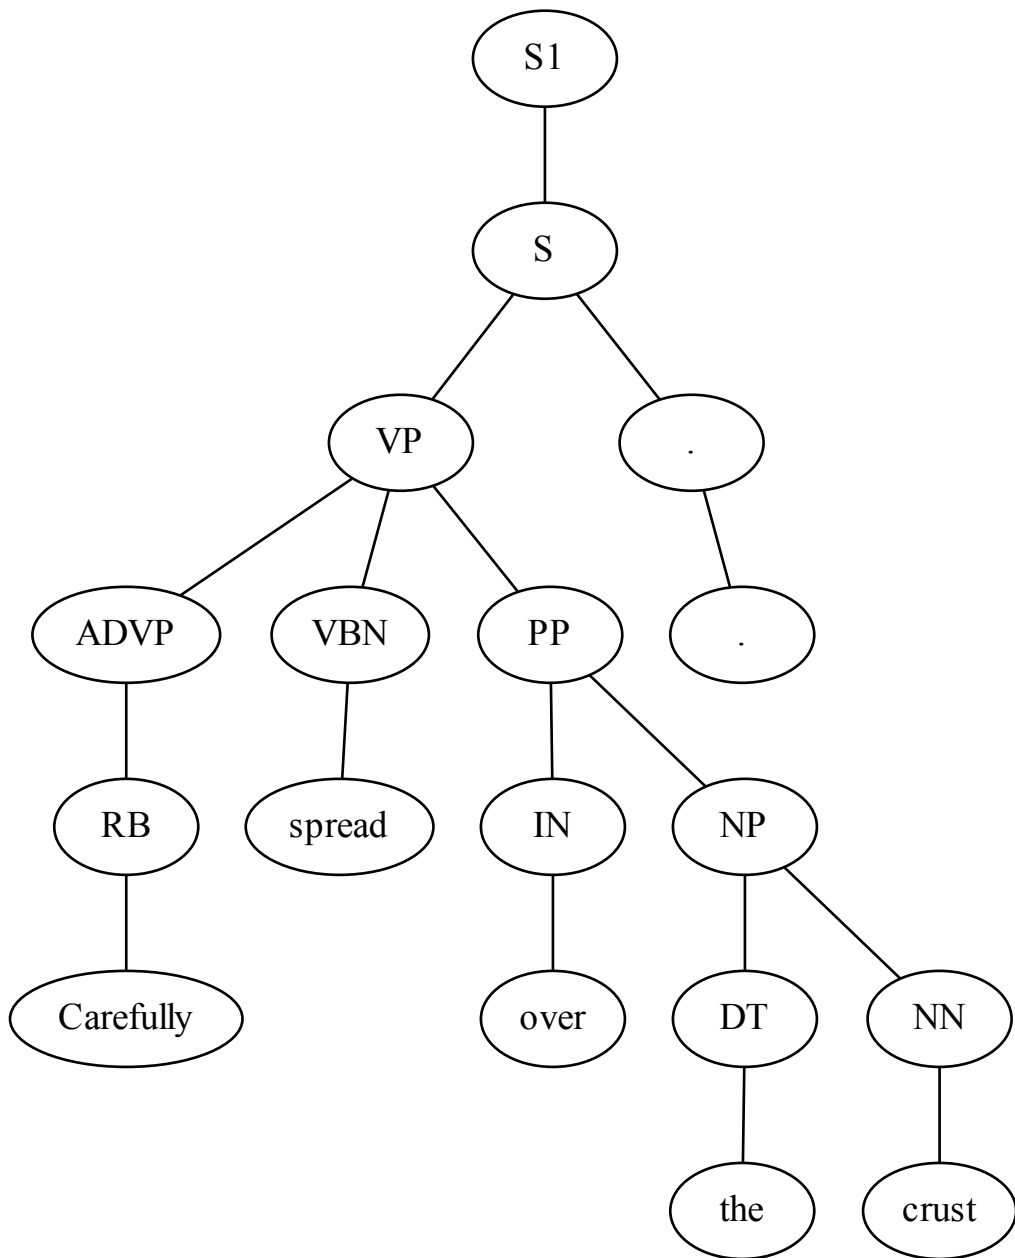 S1
S
VP .
ADVP VBN PP .
RB spread IN NP
Carefully over DT NN
the crust